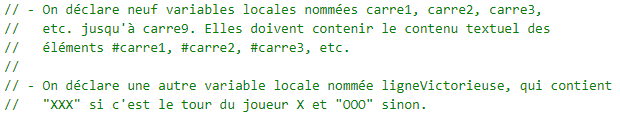 // - On déclare neuf variables locales nommées carre1, carre2, carre3,
//   etc. jusqu'à carre9. Elles doivent contenir le contenu textuel des
//   éléments #carre1, #carre2, #carre3, etc.
//
// - On déclare une autre variable locale nommée ligneVictorieuse, qui contient
//   "XXX" si c'est le tour du joueur X et "OOO" sinon.